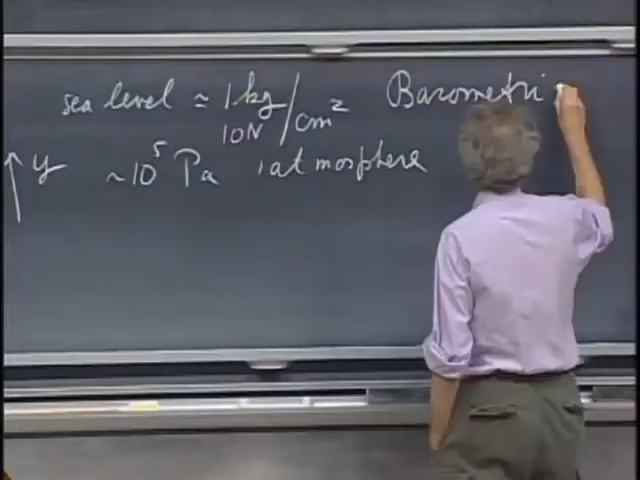 sea level ≃ 1 kg/cm² Barometri
10N
y ~10⁵ Pa 1 atmosphere